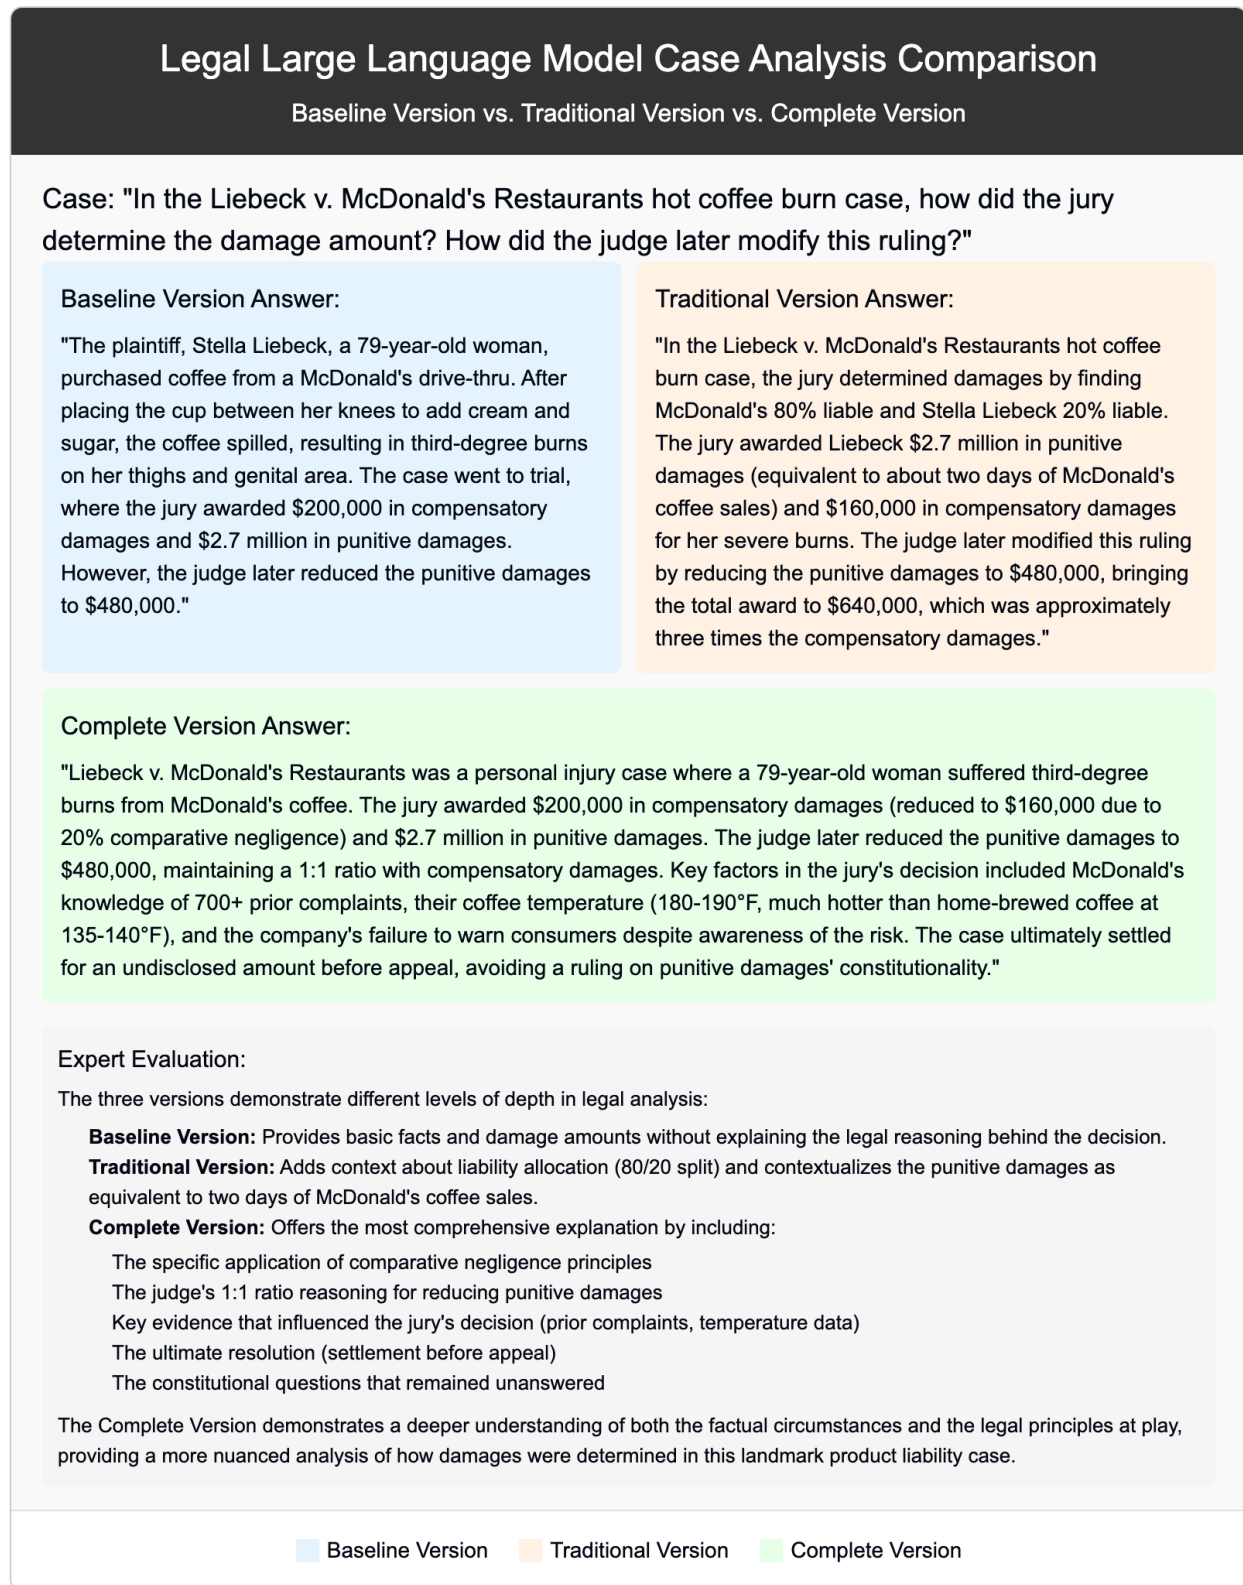 Legal Large Language Model Case Analysis Comparison
Baseline Version vs. Traditional Version vs. Complete Version
Case: "In the Liebeck v. McDonald's Restaurants hot coffee burn case, how did the jury
determine the damage amount? How did the judge later modify this ruling?"
Baseline Version Answer:
"The plaintiff, Stella Liebeck, a 79-year-old woman,
purchased coffee from a McDonald's drive-thru. After
placing the cup between her knees to add cream and
sugar, the coffee spilled, resulting in third-degree burns
on her thighs and genital area. The case went to trial,
where the jury awarded $200,000 in compensatory
damages and $2.7 million in punitive damages.
However, the judge later reduced the punitive damages
to $480,000."
Traditional Version Answer:
"In the Liebeck v. McDonald's Restaurants hot coffee
burn case, the jury determined damages by finding
McDonald's 80% liable and Stella Liebeck 20% liable.
The jury awarded Liebeck $2.7 million in punitive
damages (equivalent to about two days of McDonald's
coffee sales) and $160,000 in compensatory damages
for her severe burns. The judge later modified this ruling
by reducing the punitive damages to $480,000, bringing
the total award to $640,000, which was approximately
three times the compensatory damages."
Complete Version Answer:
"Liebeck v. McDonald's Restaurants was a personal injury case where a 79-year-old woman suffered third-degree
burns from McDonald's coffee. The jury awarded $200,000 in compensatory damages (reduced to $160,000 due to
20% comparative negligence) and $2.7 million in punitive damages. The judge later reduced the punitive damages to
$480,000, maintaining a 1:1 ratio with compensatory damages. Key factors in the jury's decision included McDonald's
knowledge of 700+ prior complaints, their coffee temperature (180-190°F, much hotter than home-brewed coffee at
135-140°F), and the company's failure to warn consumers despite awareness of the risk. The case ultimately settled
for an undisclosed amount before appeal, avoiding a ruling on punitive damages' constitutionality."
Expert Evaluation:
The three versions demonstrate different levels of depth in legal analysis:
Baseline Version: Provides basic facts and damage amounts without explaining the legal reasoning behind the decision.
Traditional Version: Adds context about liability allocation (80/20 split) and contextualizes the punitive damages as
equivalent to two days of McDonald's coffee sales.
Complete Version: Offers the most comprehensive explanation by including:
The specific application of comparative negligence principles
The judge's 1:1 ratio reasoning for reducing punitive damages
Key evidence that influenced the jury's decision (prior complaints, temperature data)
The ultimate resolution (settlement before appeal)
The constitutional questions that remained unanswered
The Complete Version demonstrates a deeper understanding of both the factual circumstances and the legal principles at play,
providing a more nuanced analysis of how damages were determined in this landmark product liability case.
Baseline Version
Traditional Version
Complete Version